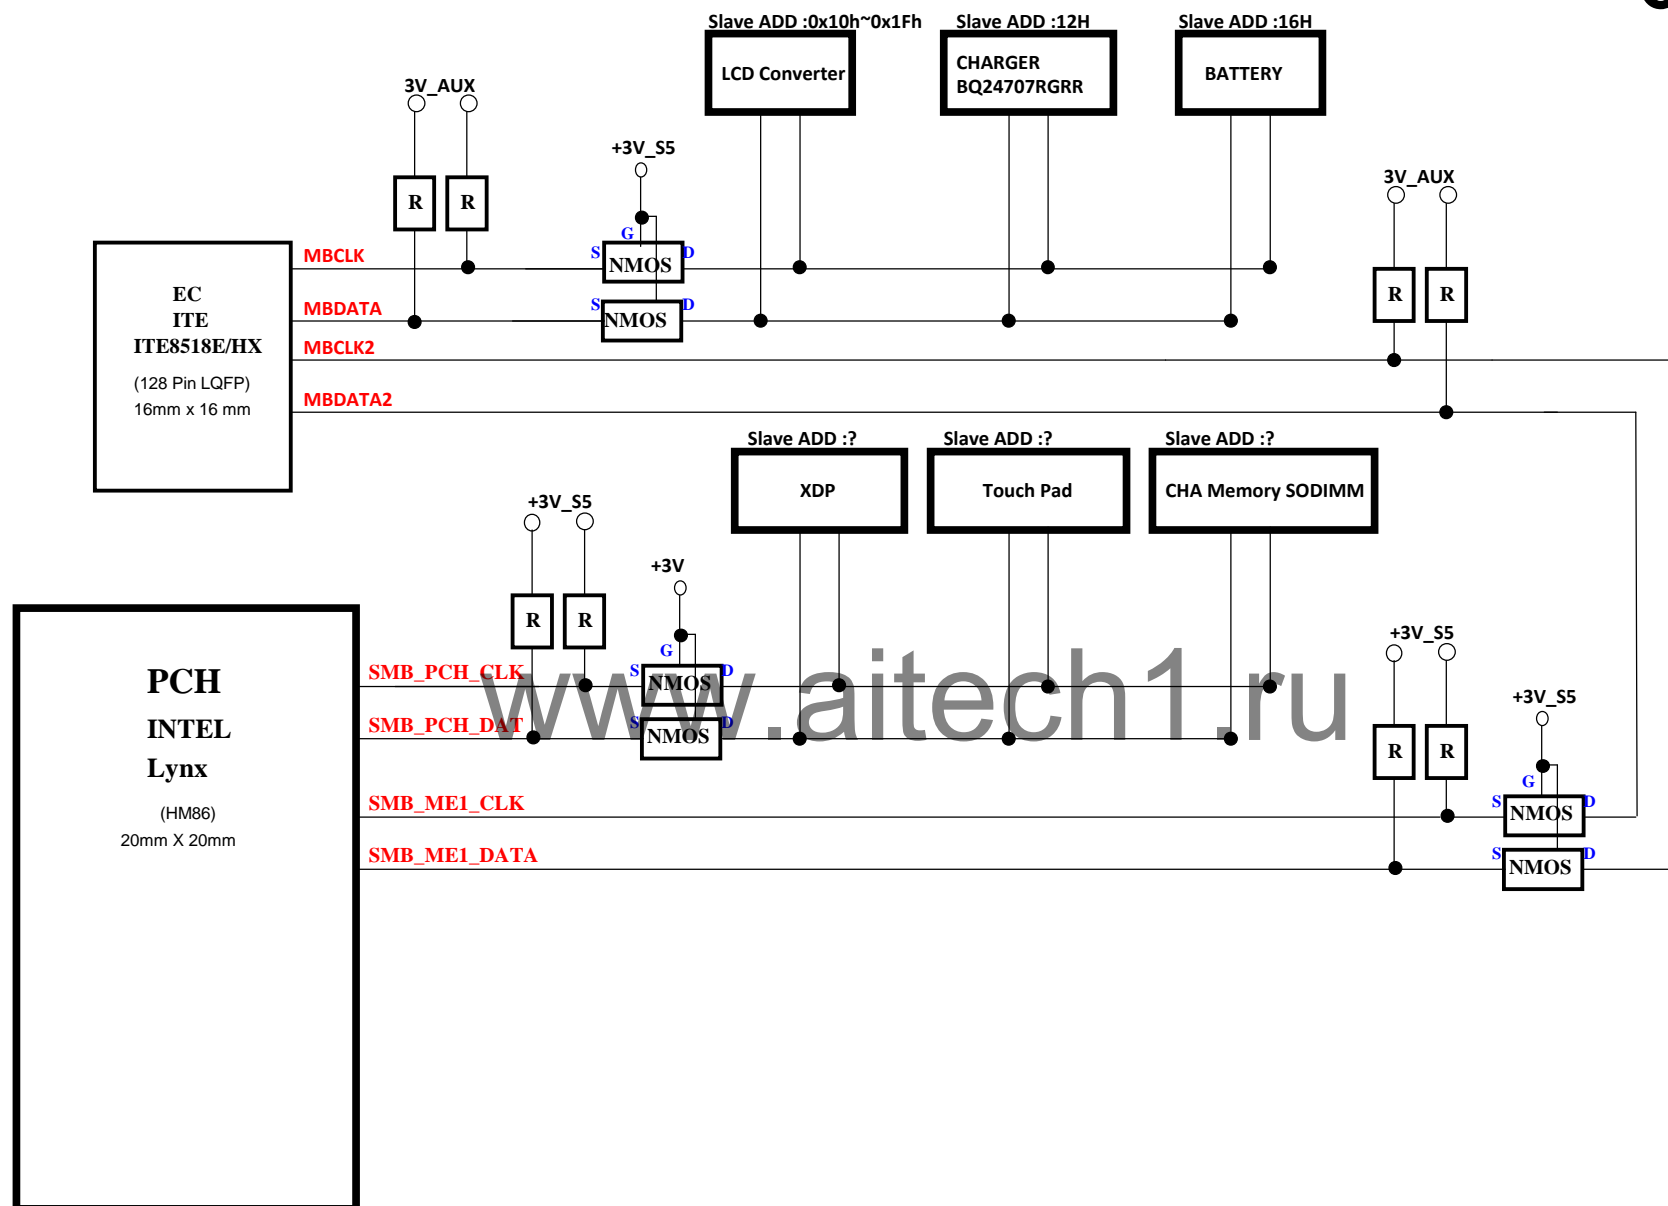 Slave ADD :0x10h~0x1Fh
Slave ADD :12H
Slave ADD :16H
LCD Converter
CHARGER
BQ24707RGRR
BATTERY
3V_AUX
+3V_S5
3V_AUX
R
R
G
S
NMOS
D
MBCLK
S
NMOS
D
MBDATA
MBCLK2
MBDATA2
R
R
EC
ITE
ITE8518E/HX
(128 Pin LQFP)
16mm x 16 mm
Slave ADD :?
Slave ADD :?
Slave ADD :?
XDP
Touch Pad
CHA Memory SODIMM
+3V_S5
+3V
R
R
G
S
NMOS
D
SMB_PCH_CLK
S
NMOS
D
SMB_PCH_DAT
www.aitech1.ru
+3V_S5
R
R
+3V_S5
G
S
NMOS
D
SMB_ME1_CLK
S
NMOS
D
SMB_ME1_DATA
PCH
INTEL
Lynx
(HM86)
20mm X 20mm